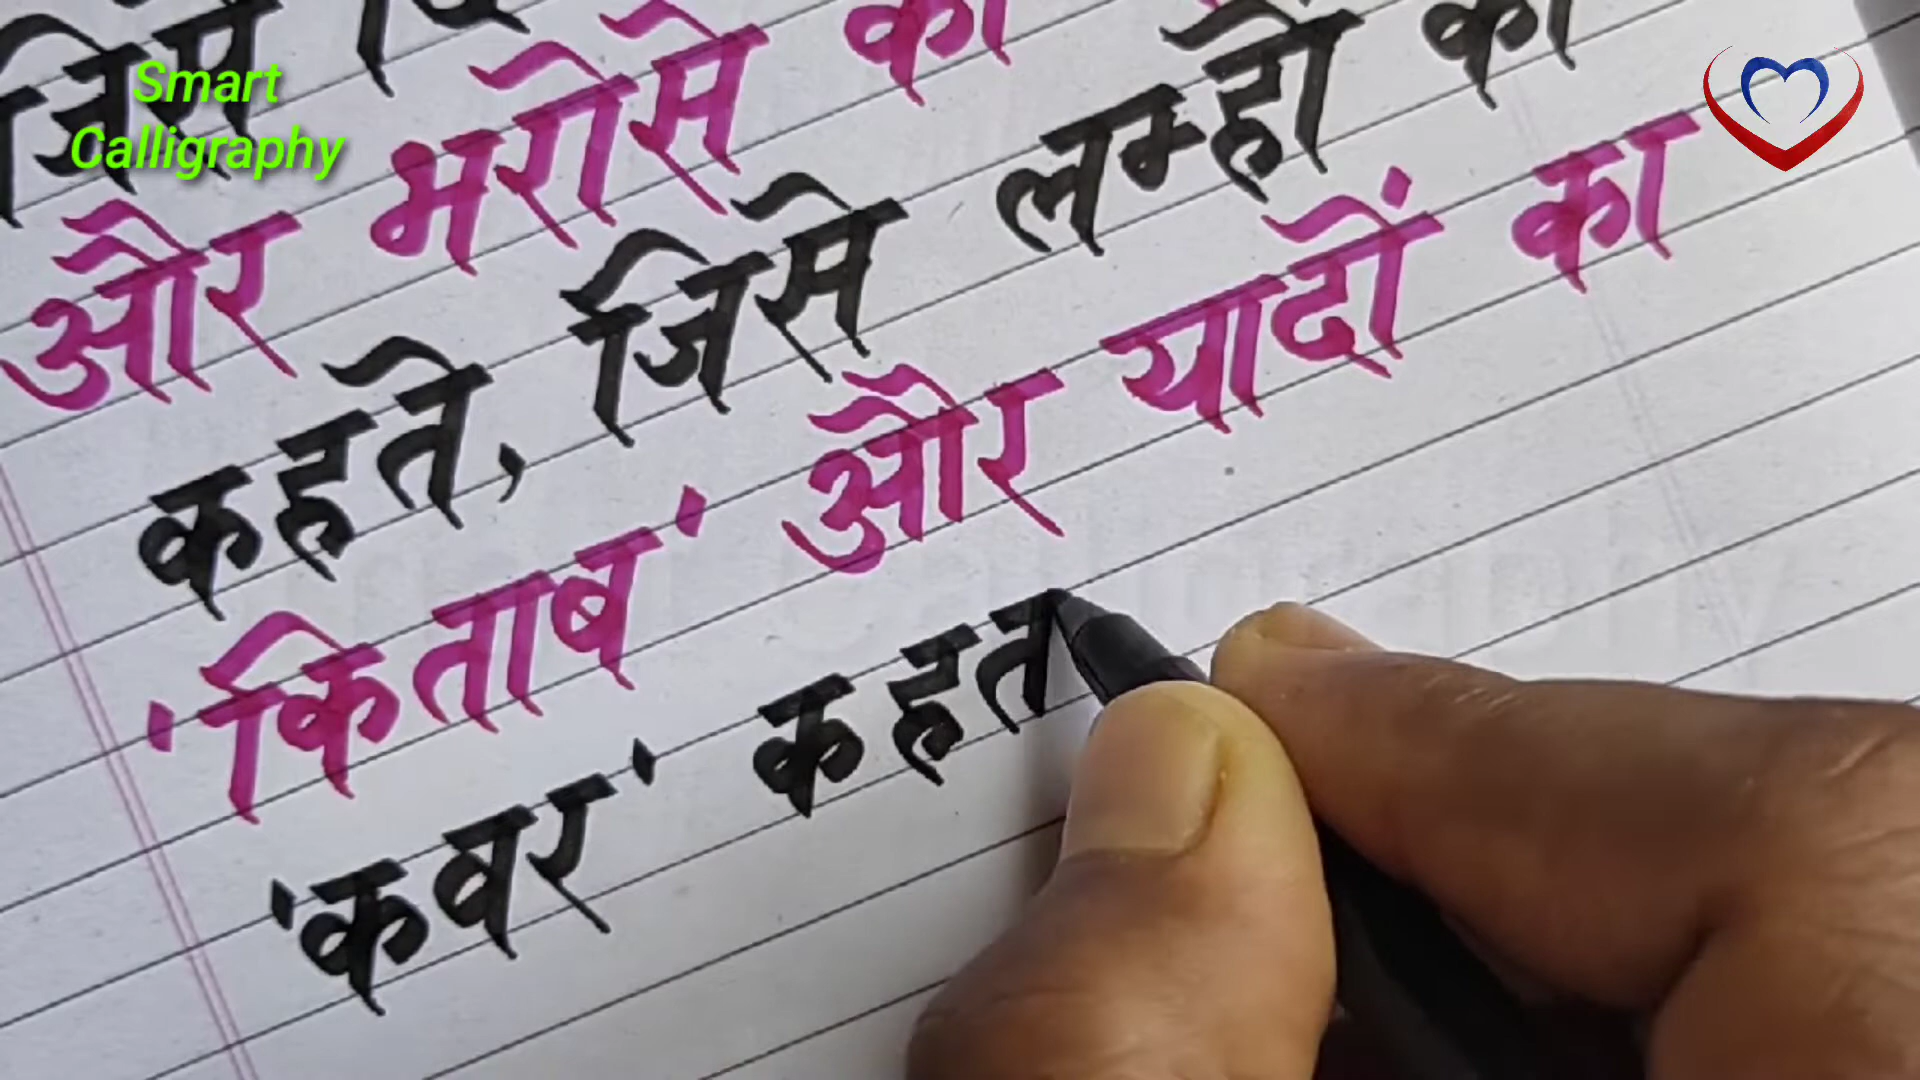 जिसे
Smart
Calligraphy
और भरोसे का
कहते, जिसे लम्हों का
'किताब' और यादों का
'कवर' कहत